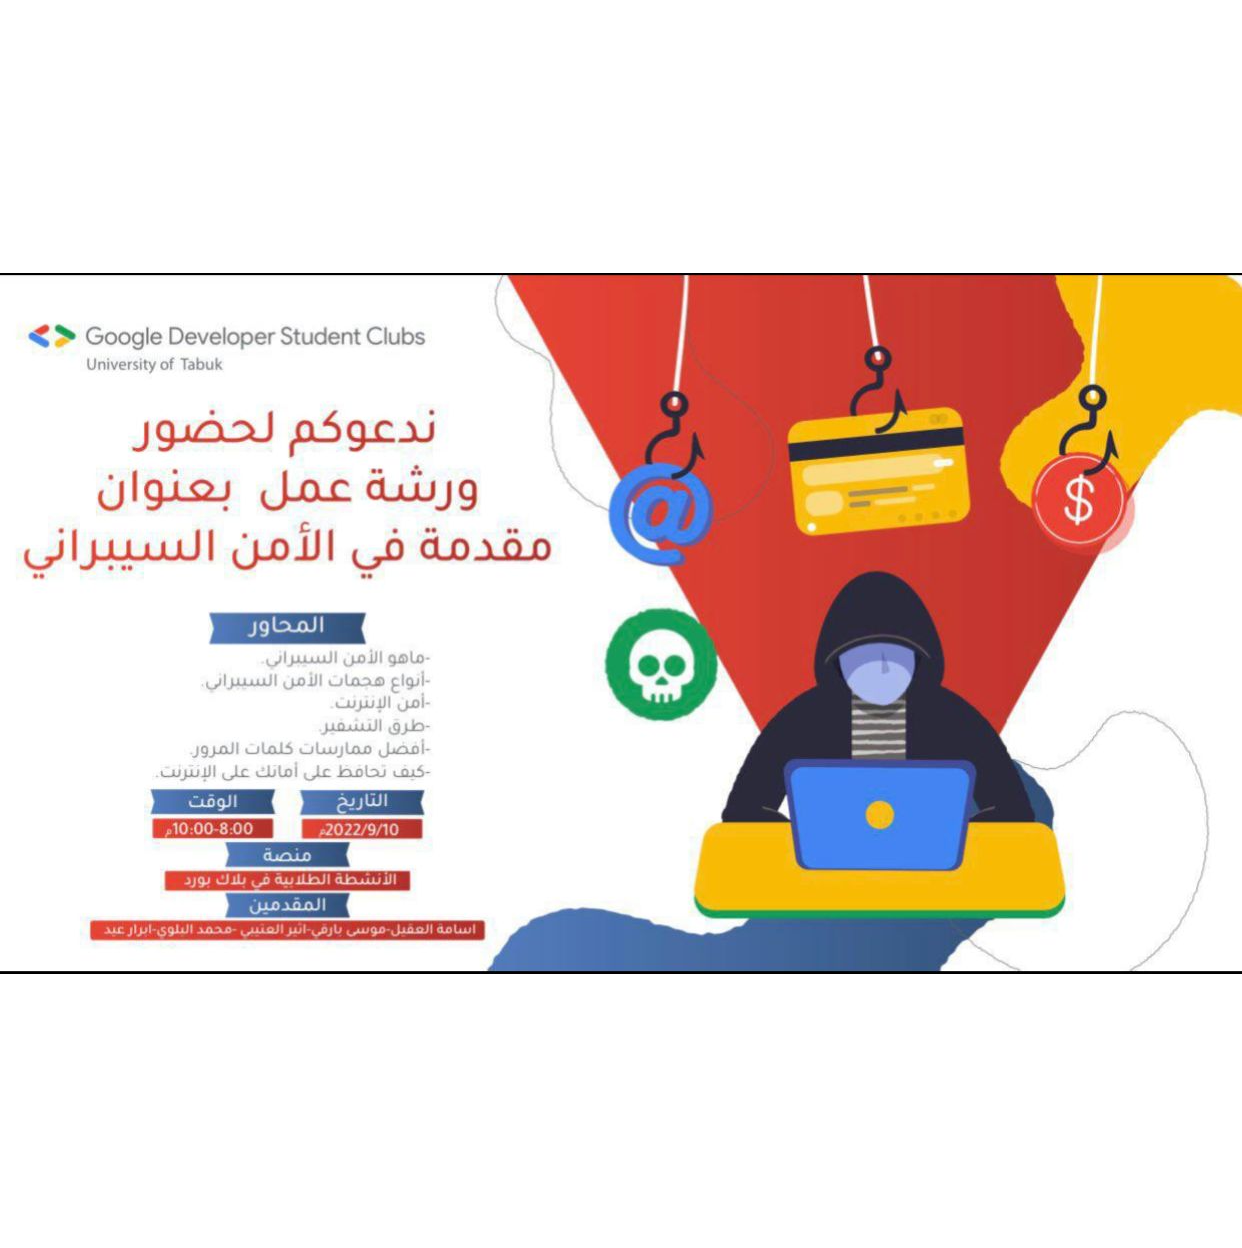 Google Developer Student Clubs
University of Tabuk
ندعوكم لحضور
ورشة عمل بعنوان
مقدمة في الأمن السيبراني
المحاور
-ماهو الأمن السيبراني.
-أنواع هجمات الأمن السيبراني.
-أمن الإنترنت.
-طرق التشفير.
-أفضل ممارسات كلمات المرور.
-كيف تحافظ على أمانك على الإنترنت.
التاريخ الوقت
2022/9/10م 10:00-8:00م
منصة
الأنشطة الطلابية في بلاك بورد
المقدمين
اسامة العقيل-موسى بارفي-اثير العتيبي -محمد البلوي-ابرار عيد
@
$